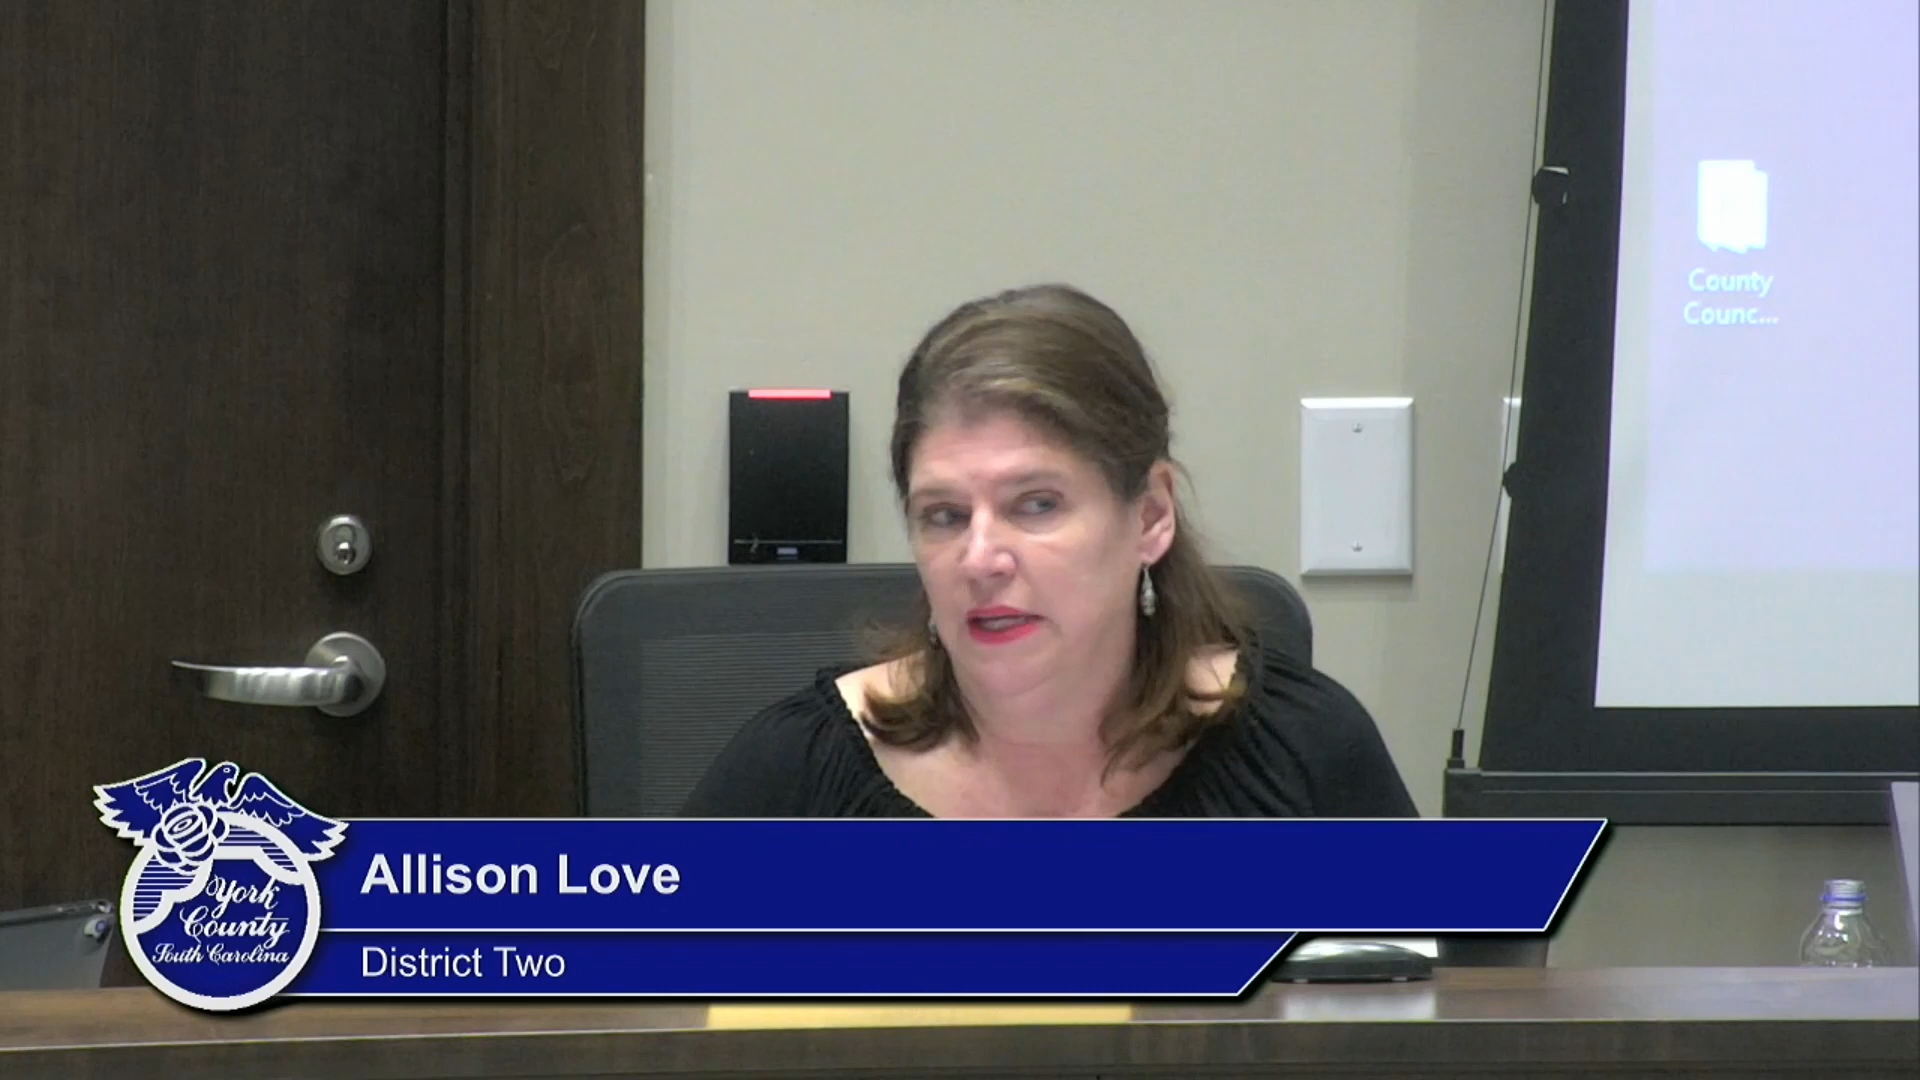 County
Counc...
Allison Love
District Two
York
County
South Carolina